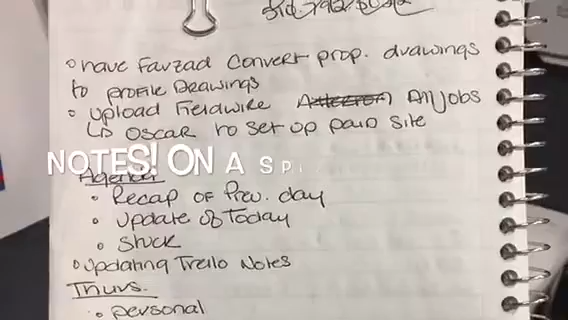 • have Farzad convert prop. drawings
to profile Drawings
• upload Fieldwire All Jobs
↳ Oscar to set up paid site
NOTES! ON A SPI
Agenda
• Recap of Prev. day
• update of Today
• Stuck
• updating Trello Notes
Thurs.
• personal